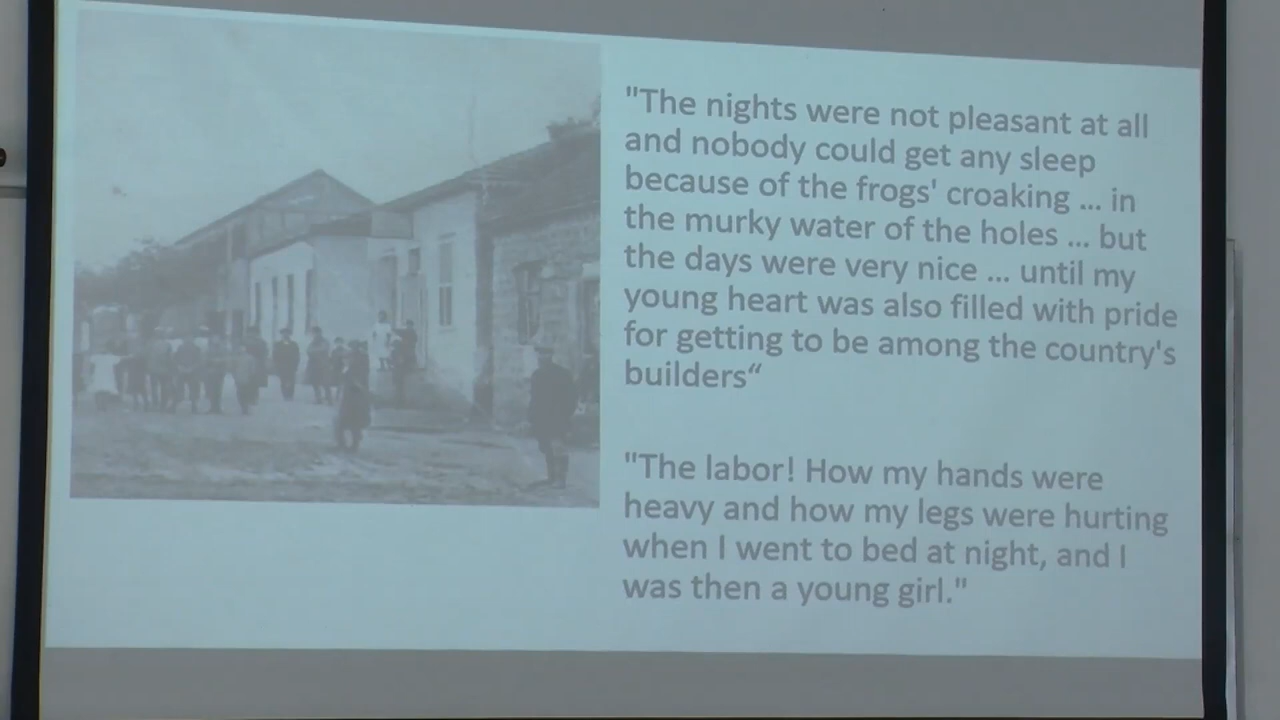 "The nights were not pleasant at all
and nobody could get any sleep
because of the frogs' croaking ... in
the murky water of the holes ... but
the days were very nice ... until my
young heart was also filled with pride
for getting to be among the country's
builders“
"The labor! How my hands were
heavy and how my legs were hurting
when I went to bed at night, and I
was then a young girl."